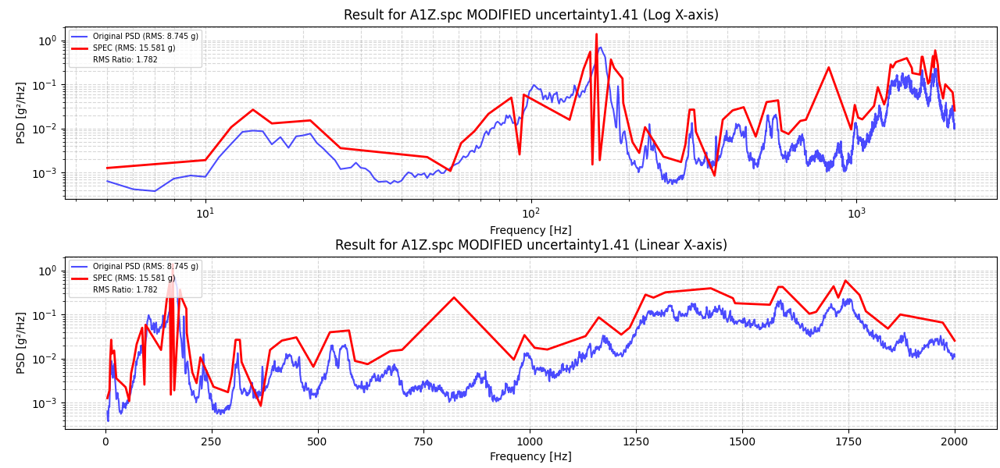 Result for A1Z.spc MODIFIED uncertainty1.41 (Log X-axis)
PSD [g²/Hz]
10⁰
10⁻¹
10⁻²
10⁻³
Original PSD (RMS: 8.745 g)
SPEC (RMS: 15.581 g)
RMS Ratio: 1.782
10¹ 10² 10³
Frequency [Hz]
Result for A1Z.spc MODIFIED uncertainty1.41 (Linear X-axis)
PSD [g²/Hz]
10⁰
10⁻¹
10⁻²
10⁻³
Original PSD (RMS: 8.745 g)
SPEC (RMS: 15.581 g)
RMS Ratio: 1.782
0 250 500 750 1000 1250 1500 1750 2000
Frequency [Hz]